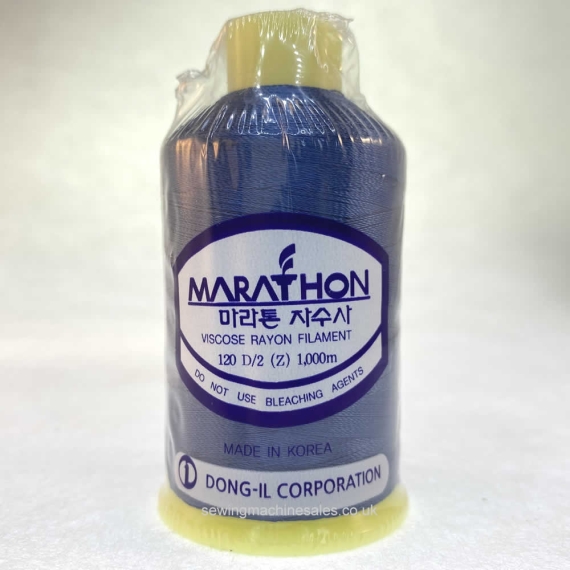 MARATHON
마라톤 자수사
VISCOSE RAYON FILAMENT
120 D/2 (Z) 1,000m
DO NOT USE BLEACHING AGENTS
MADE IN KOREA
DONG-IL CORPORATION
sewingmachinesales.co.uk